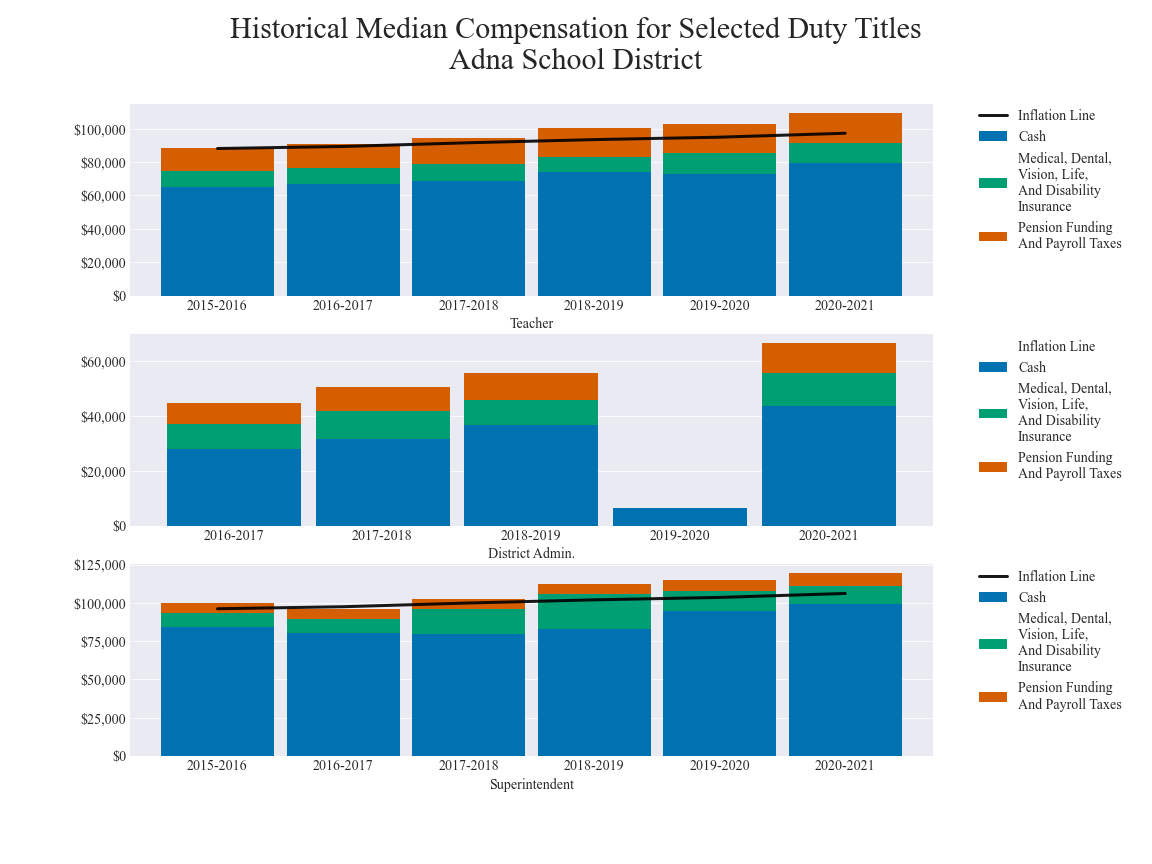 Historical Median Compensation for Selected Duty Titles
Adna School District
$100,000
$80,000
$60,000
$40,000
$20,000
$0
2015-2016 2016-2017 2017-2018 2018-2019 2019-2020 2020-2021
Teacher
Inflation Line
Cash
Medical, Dental,
Vision, Life,
And Disability
Insurance
Pension Funding
And Payroll Taxes
$60,000
$40,000
$20,000
$0
2016-2017 2017-2018 2018-2019 2019-2020 2020-2021
District Admin.
Inflation Line
Cash
Medical, Dental,
Vision, Life,
And Disability
Insurance
Pension Funding
And Payroll Taxes
$125,000
$100,000
$75,000
$50,000
$25,000
$0
2015-2016 2016-2017 2017-2018 2018-2019 2019-2020 2020-2021
Superintendent
Inflation Line
Cash
Medical, Dental,
Vision, Life,
And Disability
Insurance
Pension Funding
And Payroll Taxes